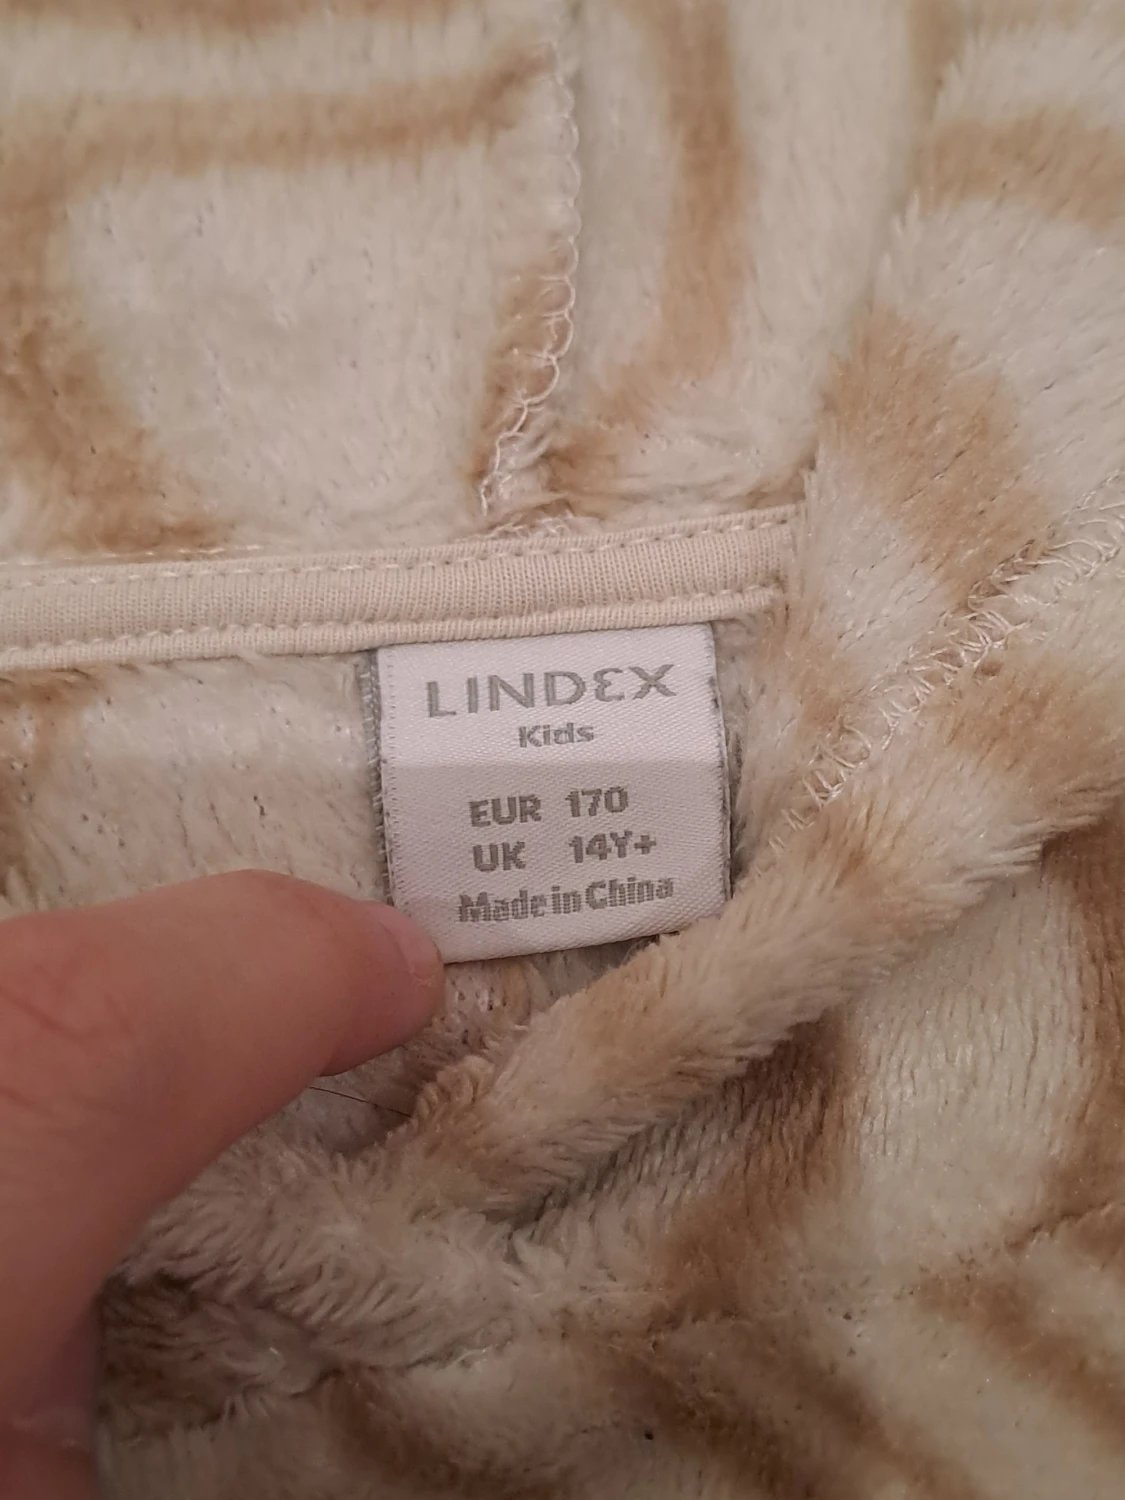 LINDEX
Kids
EUR 170
UK 14Y+
Made in China